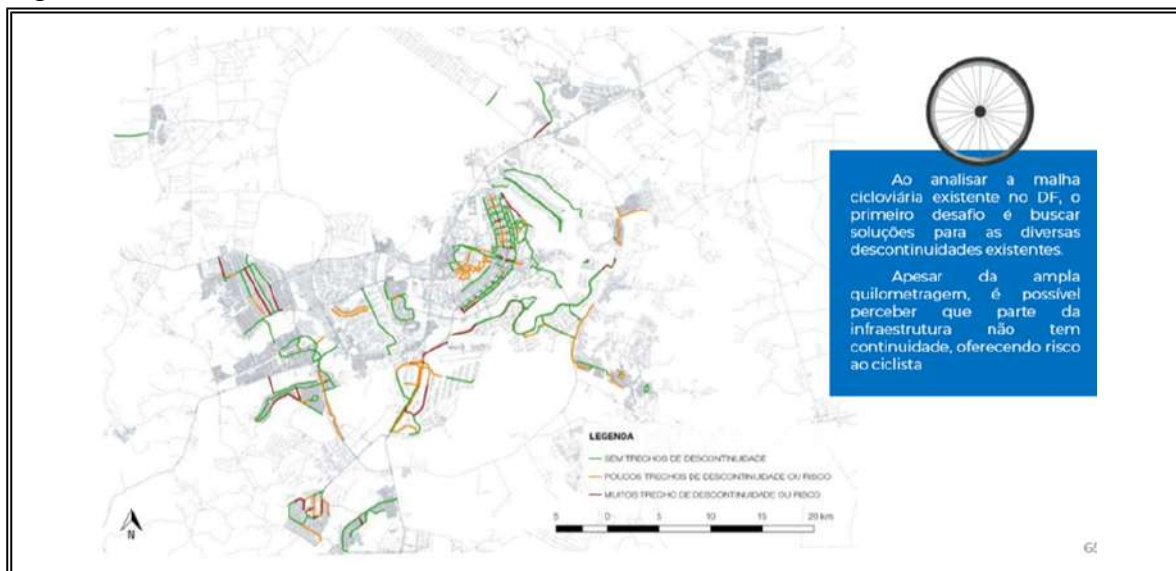 Ao analisar a malha
cicloviária existente no DF, o
primeiro desafio é buscar
soluções para as diversas
descontinuidades existentes.
Apesar da ampla
quilometragem, é possível
perceber que parte da
infraestrutura não tem
continuidade, oferecendo risco
ao ciclista
LEGENDA
SEM TRECHOS DE DESCONTINUIDADE
POUCOS TRECHOS DE DESCONTINUIDADE OU RISCO
MUITOS TRECHO DE DESCONTINUIDADE OU RISCO
N
5 0 5 10 15 20 km